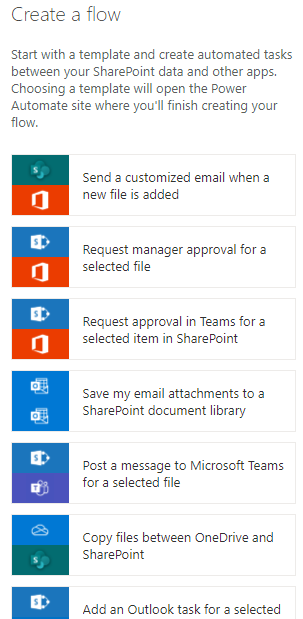 Create a flow
Start with a template and create automated tasks
between your SharePoint data and other apps.
Choosing a template will open the Power
Automate site where you'll finish creating your
flow.
Send a customized email when a
new file is added
Request manager approval for a
selected file
Request approval in Teams for a
selected item in SharePoint
Save my email attachments to a
SharePoint document library
Post a message to Microsoft Teams
for a selected file
Copy files between OneDrive and
SharePoint
Add an Outlook task for a selected